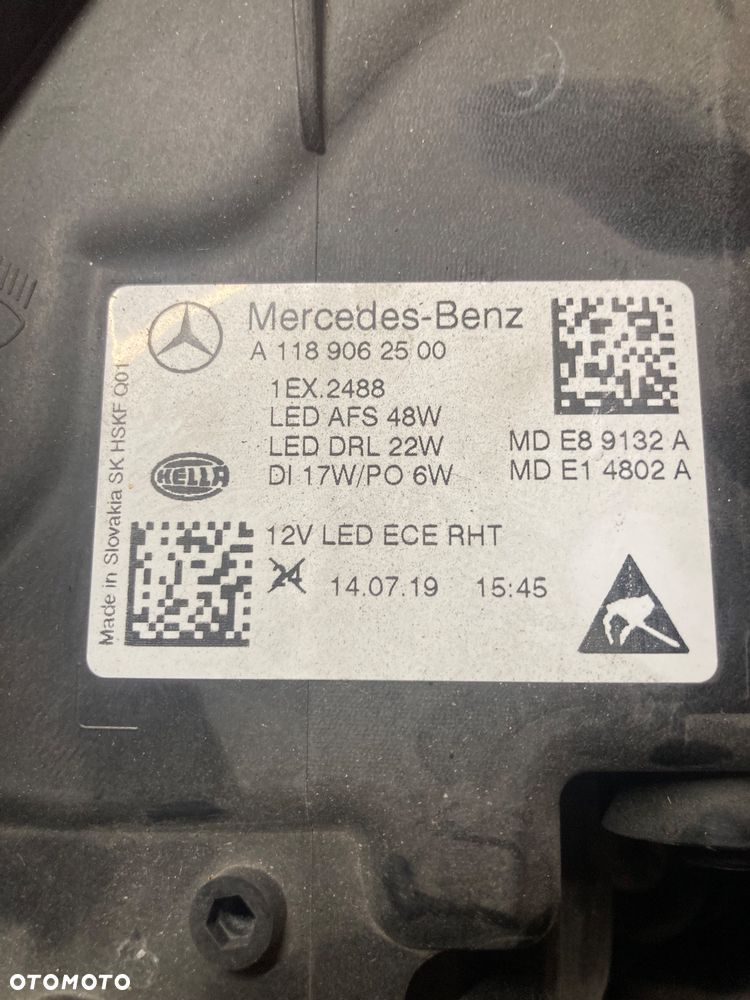 Mercedes-Benz
A 118 906 25 00
1EX.2488
LED AFS 48W
LED DRL 22W
DI 17W/PO 6W
MD E8 9132 A
MD E1 4802 A
HELLA
Made in Slovakia SK HSKF Q01
12V LED ECE RHT
24 14.07.19 15:45
OTOMOTO